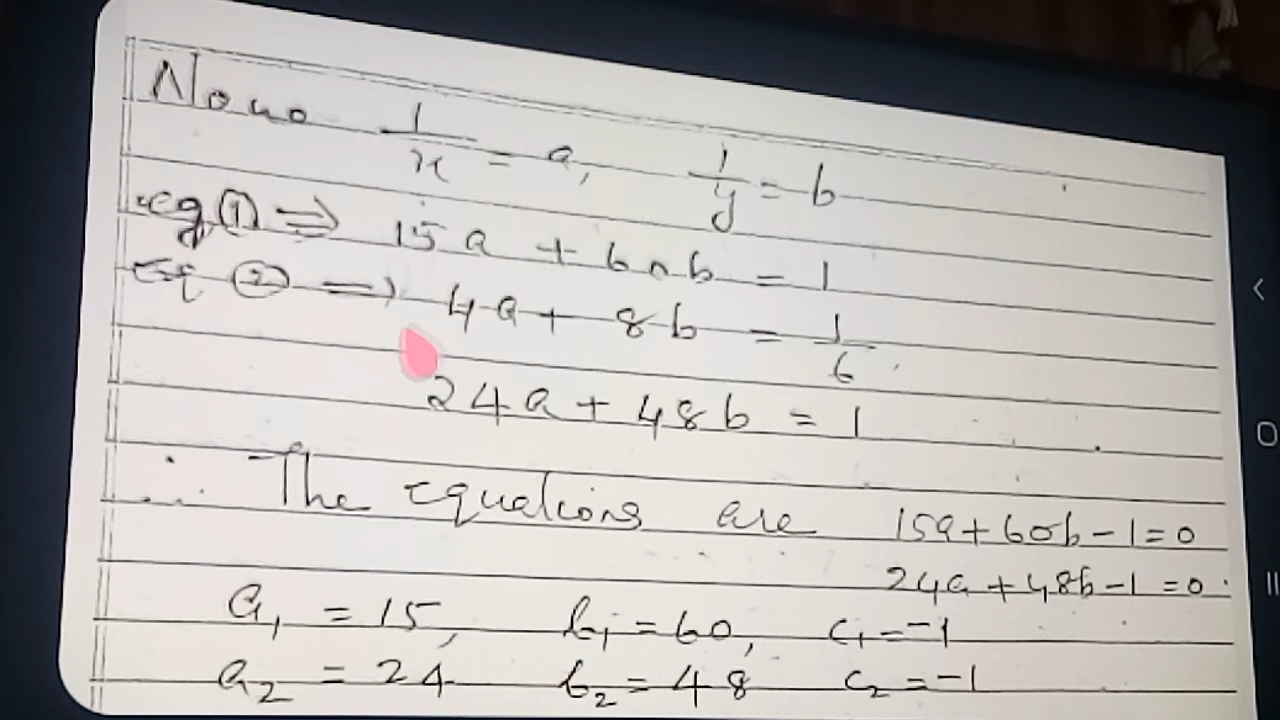 Now 1/x = a, 1/y = b
eq ① ⇒ 15a + 60b = 1
eq ② ⇒ 4a + 8b = 1/6
24a + 48b = 1
∴ The equations are 15a + 60b - 1 = 0
24a + 48b - 1 = 0
a₁ = 15, b₁ = 60, c₁ = -1
a₂ = 24 b₂ = 48 c₂ = -1